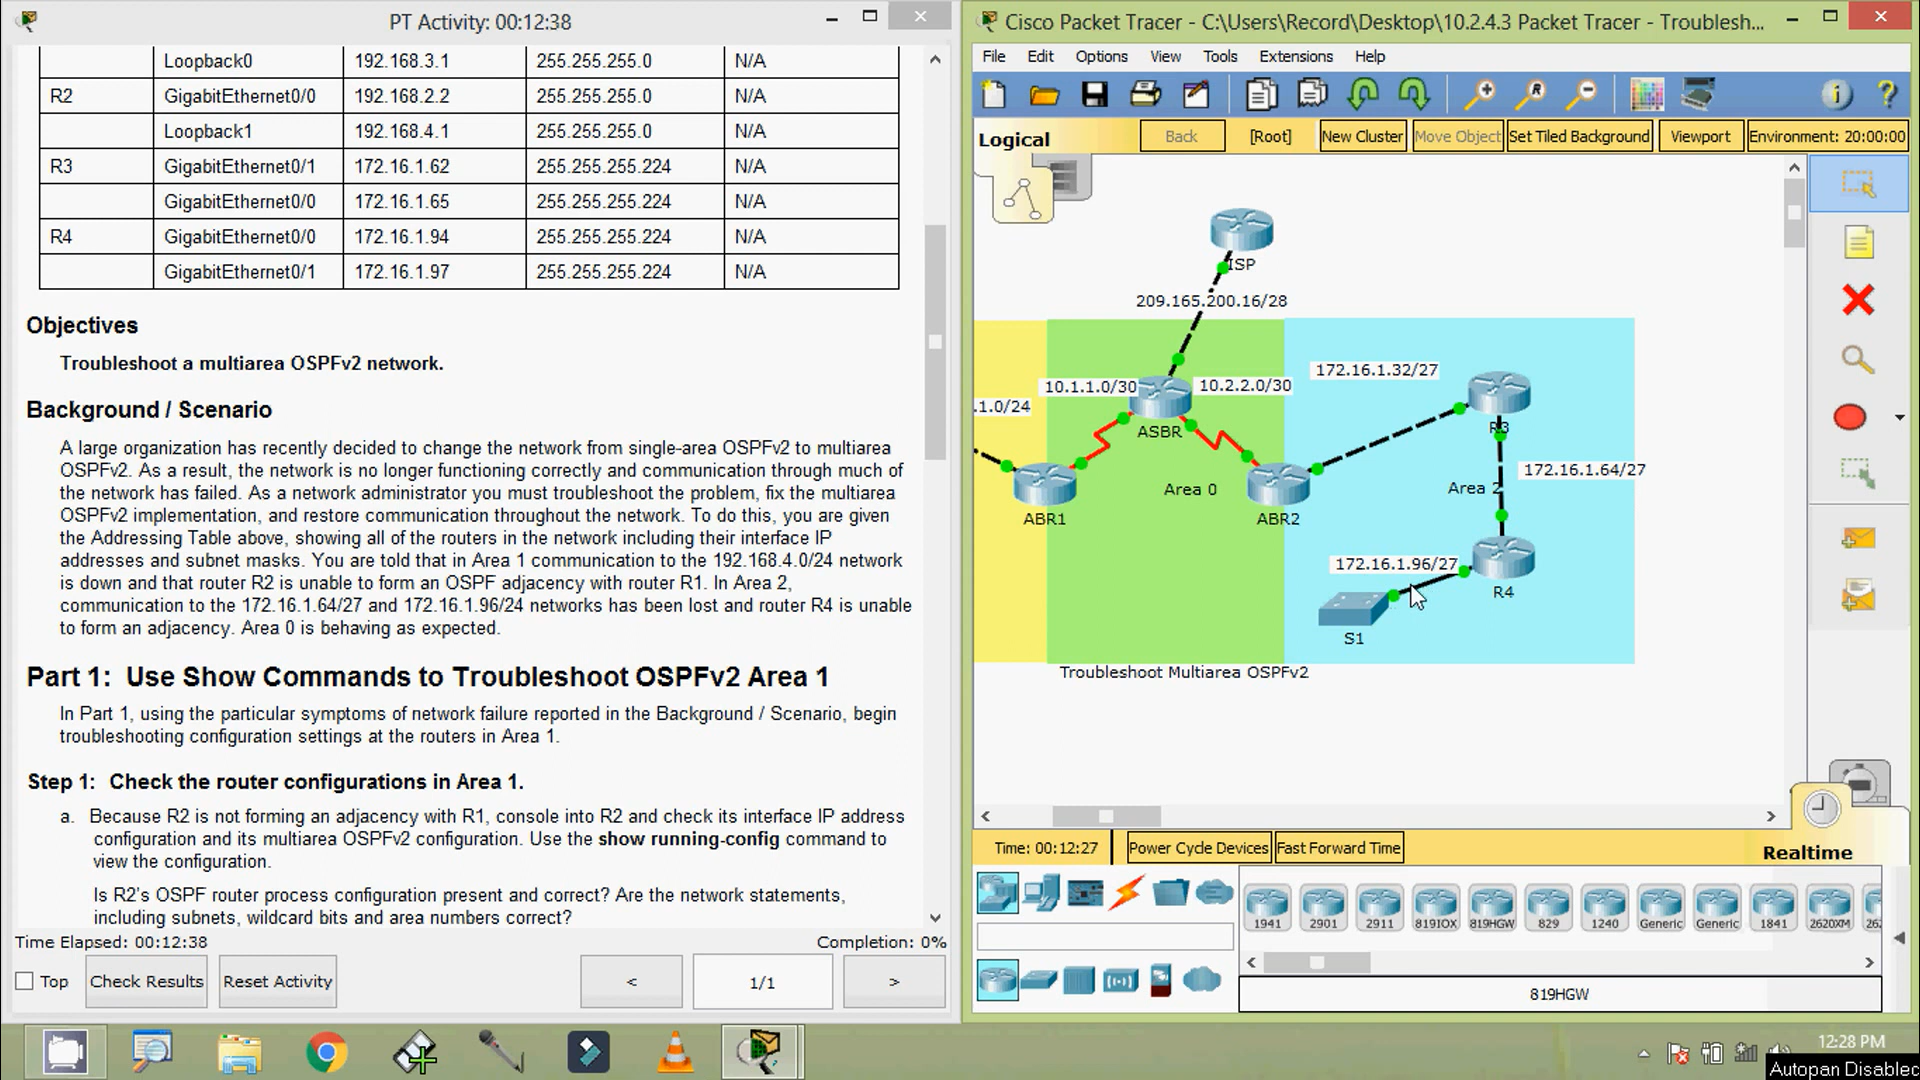 PT Activity: 00:12:38
Loopback0 192.168.3.1 255.255.255.0 N/A
R2 GigabitEthernet0/0 192.168.2.2 255.255.255.0 N/A
Loopback1 192.168.4.1 255.255.255.0 N/A
R3 GigabitEthernet0/1 172.16.1.62 255.255.255.224 N/A
GigabitEthernet0/0 172.16.1.65 255.255.255.224 N/A
R4 GigabitEthernet0/0 172.16.1.94 255.255.255.224 N/A
GigabitEthernet0/1 172.16.1.97 255.255.255.224 N/A
Objectives
Troubleshoot a multiarea OSPFv2 network.
Background / Scenario
A large organization has recently decided to change the network from single-area OSPFv2 to multiarea
OSPFv2. As a result, the network is no longer functioning correctly and communication through much of
the network has failed. As a network administrator you must troubleshoot the problem, fix the multiarea
OSPFv2 implementation, and restore communication throughout the network. To do this, you are given
the Addressing Table above, showing all of the routers in the network including their interface IP
addresses and subnet masks. You are told that in Area 1 communication to the 192.168.4.0/24 network
is down and that router R2 is unable to form an OSPF adjacency with router R1. In Area 2,
communication to the 172.16.1.64/27 and 172.16.1.96/24 networks has been lost and router R4 is unable
to form an adjacency. Area 0 is behaving as expected.
Part 1: Use Show Commands to Troubleshoot OSPFv2 Area 1
In Part 1, using the particular symptoms of network failure reported in the Background / Scenario, begin
troubleshooting configuration settings at the routers in Area 1.
Step 1: Check the router configurations in Area 1.
a. Because R2 is not forming an adjacency with R1, console into R2 and check its interface IP address
configuration and its multiarea OSPFv2 configuration. Use the show running-config command to
view the configuration.
Is R2's OSPF router process configuration present and correct? Are the network statements,
including subnets, wildcard bits and area numbers correct?
Time Elapsed: 00:12:38 Completion: 0%
Top Check Results Reset Activity < 1/1 >
Cisco Packet Tracer - C:\Users\Record\Desktop\10.2.4.3 Packet Tracer - Troublesh...
File Edit Options View Tools Extensions Help
Logical Back [Root] New Cluster Move Object Set Tiled Background Viewport Environment: 20:00:00
ISP
209.165.200.16/28
172.16.1.32/27
10.1.1.0/30 10.2.2.0/30
.1.0/24
ASBR
R3
172.16.1.64/27
Area 0
Area 2
ABR1
ABR2
172.16.1.96/27
R4
S1
Troubleshoot Multiarea OSPFv2
Time: 00:12:27 Power Cycle Devices Fast Forward Time
Realtime
1941 2901 2911 819IOX 819HGW 829 1240 Generic Generic 1841 2620XM 262
819HGW
12:28 PM
Autopan Disabled